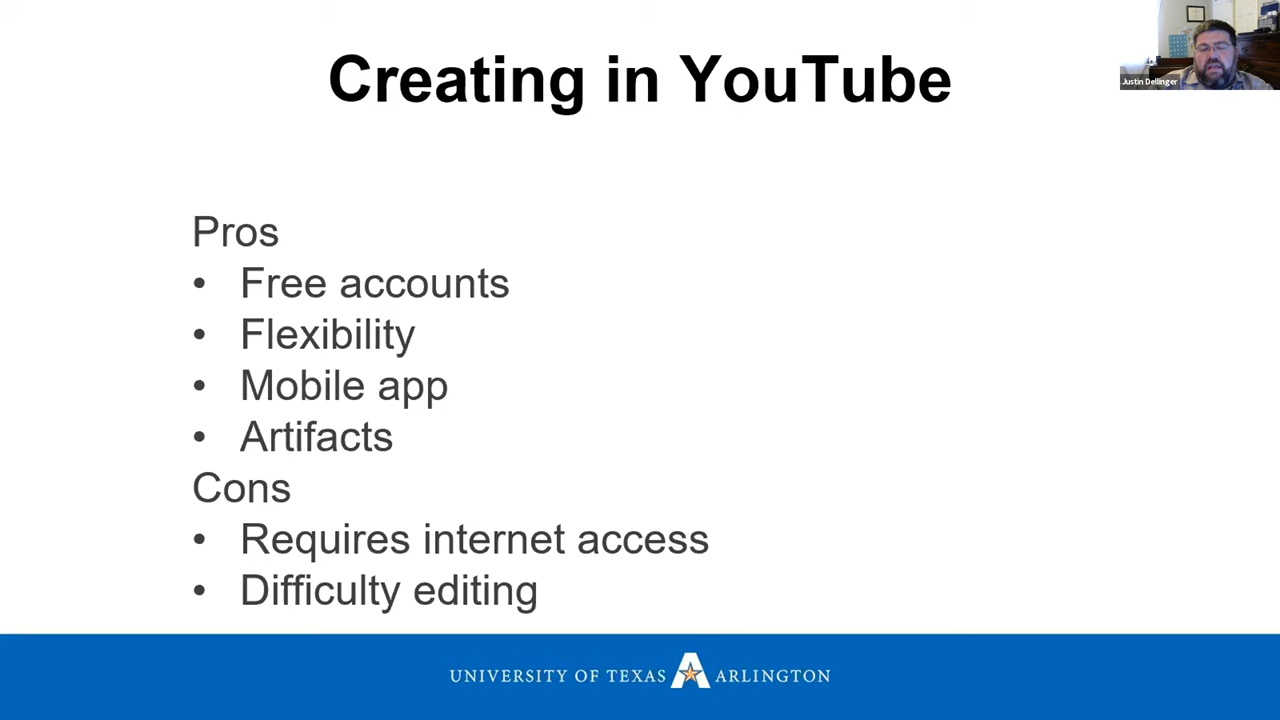 Creating in YouTube
Justin Dellinger
Pros
• Free accounts
• Flexibility
• Mobile app
• Artifacts
Cons
• Requires internet access
• Difficulty editing
UNIVERSITY OF TEXAS A ARLINGTON